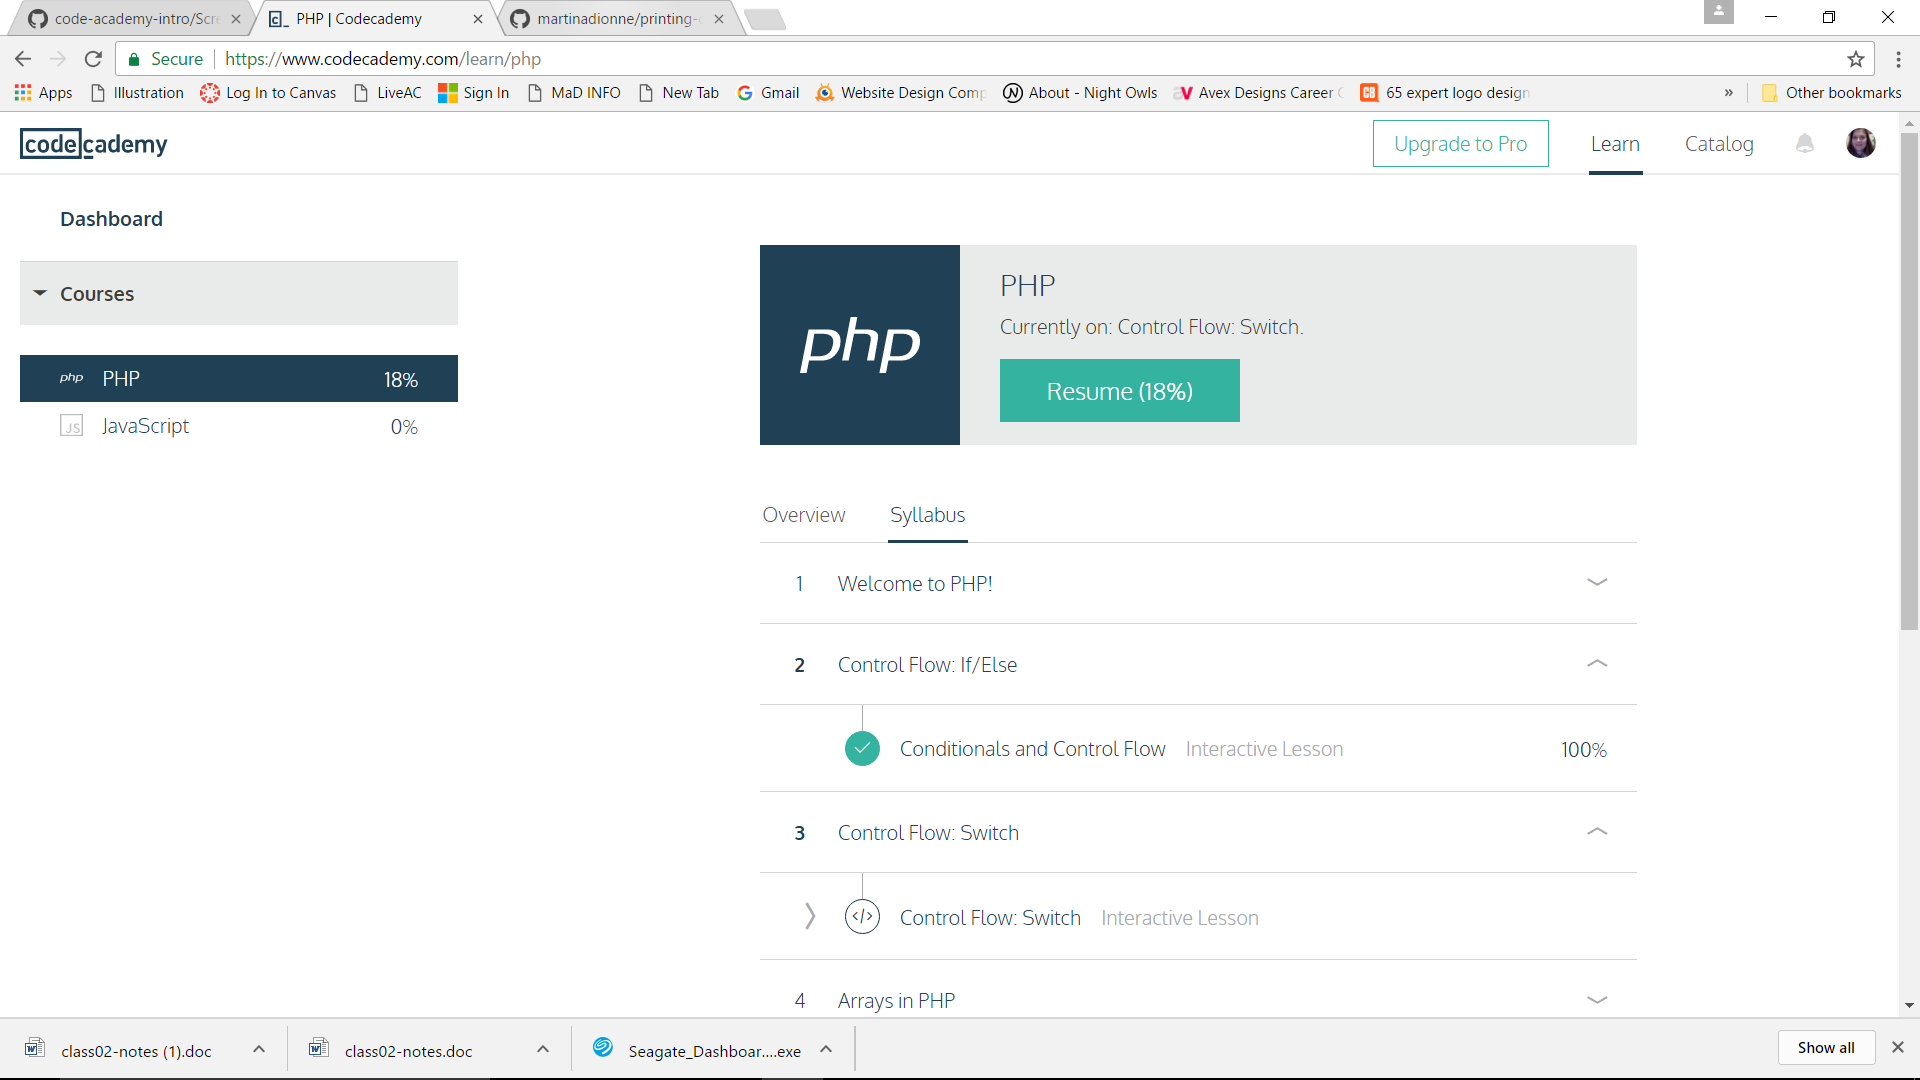 code-academy-intro/Scre
PHP | Codecademy
martinadionne/printing-
Secure
https://www.codecademy.com/learn/php
Apps
Illustration
Log In to Canvas
LiveAC
Sign In
MaD INFO
New Tab
Gmail
Website Design Comp
About - Night Owls
Avex Designs Career
65 expert logo design
»
Other bookmarks
codecademy
Upgrade to Pro
Learn
Catalog
Dashboard
Courses
php PHP 18%
JS JavaScript 0%
php
PHP
Currently on: Control Flow: Switch.
Resume (18%)
Overview
Syllabus
1 Welcome to PHP!
2 Control Flow: If/Else
Conditionals and Control Flow Interactive Lesson 100%
3 Control Flow: Switch
</> Control Flow: Switch Interactive Lesson
4 Arrays in PHP
class02-notes (1).doc
class02-notes.doc
Seagate_Dashboar....exe
Show all